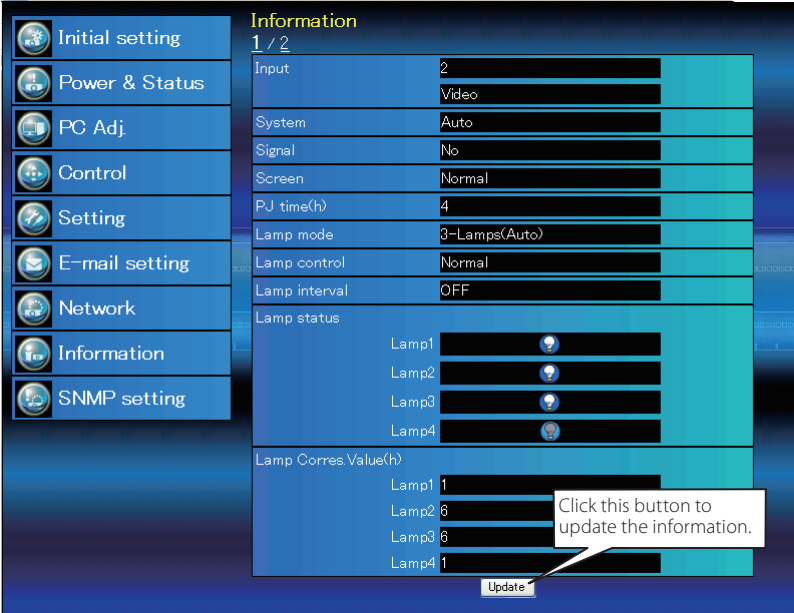 Initial setting
Power & Status
PC Adj.
Control
Setting
E-mail setting
Network
Information
SNMP setting
Information
1 / 2
Input 2
Video
System Auto
Signal No
Screen Normal
PJ time(h) 4
Lamp mode 3-Lamps(Auto)
Lamp control Normal
Lamp interval OFF
Lamp status
Lamp1
Lamp2
Lamp3
Lamp4
Lamp Corres.Value(h)
Lamp1 1
Lamp2 6
Lamp3 6
Lamp4 1
Click this button to
update the information.
Update